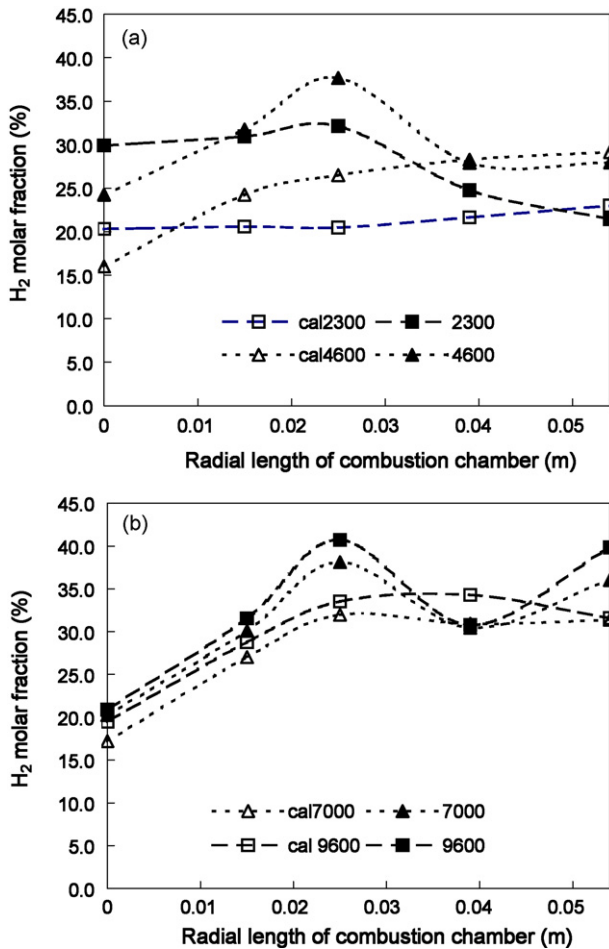 (a)
45.0
40.0
35.0
30.0
25.0
20.0
15.0
10.0
5.0
0.0
H₂ molar fraction (%)
cal2300 2300
cal4600 4600
0 0.01 0.02 0.03 0.04 0.05
Radial length of combustion chamber (m)
(b)
45.0
40.0
35.0
30.0
25.0
20.0
15.0
10.0
5.0
0.0
H₂ molar fraction (%)
cal7000 7000
cal 9600 9600
0 0.01 0.02 0.03 0.04 0.05
Radial length of combustion chamber (m)